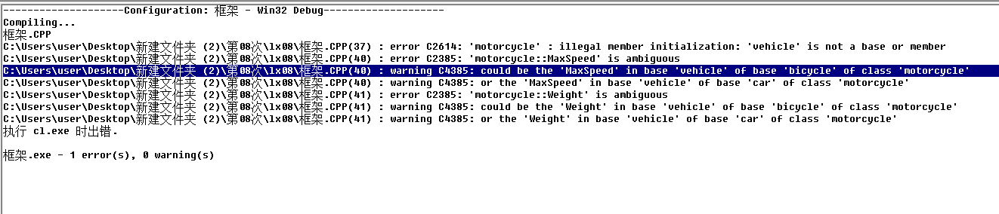 --------------------Configuration: 框架 - Win32 Debug--------------------
Compiling...
框架.CPP
C:\Users\user\Desktop\新建文件夹 (2)\第08次\lx08\框架.CPP(37) : error C2614: 'motorcycle' : illegal member initialization: 'vehicle' is not a base or member
C:\Users\user\Desktop\新建文件夹 (2)\第08次\lx08\框架.CPP(40) : error C2385: 'motorcycle::MaxSpeed' is ambiguous
C:\Users\user\Desktop\新建文件夹 (2)\第08次\lx08\框架.CPP(40) : warning C4385: could be the 'MaxSpeed' in base 'vehicle' of base 'bicycle' of class 'motorcycle'
C:\Users\user\Desktop\新建文件夹 (2)\第08次\lx08\框架.CPP(40) : warning C4385: or the 'MaxSpeed' in base 'vehicle' of base 'car' of class 'motorcycle'
C:\Users\user\Desktop\新建文件夹 (2)\第08次\lx08\框架.CPP(41) : error C2385: 'motorcycle::Weight' is ambiguous
C:\Users\user\Desktop\新建文件夹 (2)\第08次\lx08\框架.CPP(41) : warning C4385: could be the 'Weight' in base 'vehicle' of base 'bicycle' of class 'motorcycle'
C:\Users\user\Desktop\新建文件夹 (2)\第08次\lx08\框架.CPP(41) : warning C4385: or the 'Weight' in base 'vehicle' of base 'car' of class 'motorcycle'
执行 cl.exe 时出错.
框架.exe - 1 error(s), 0 warning(s)